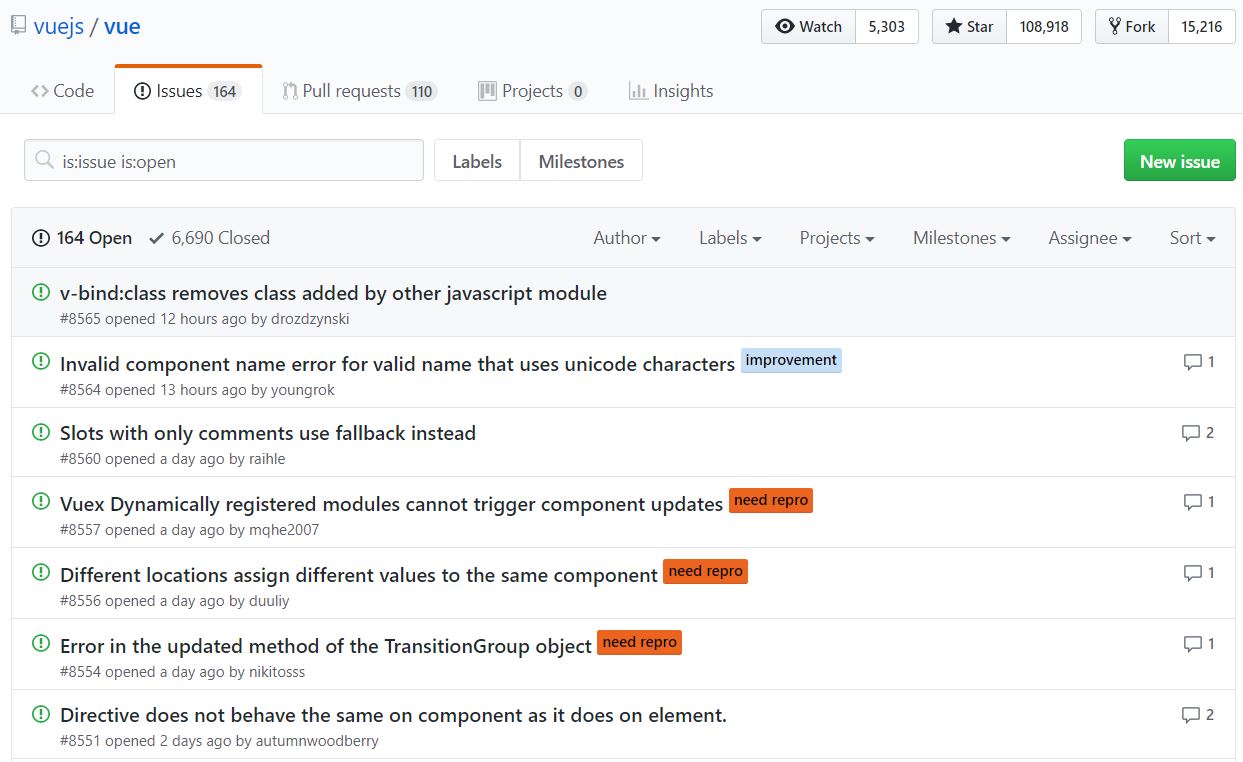 vuejs / vue
Watch 5,303 Star 108,918 Fork 15,216
Code Issues 164 Pull requests 110 Projects 0 Insights
is:issue is:open Labels Milestones New issue
164 Open 6,690 Closed Author Labels Projects Milestones Assignee Sort
v-bind:class removes class added by other javascript module
#8565 opened 12 hours ago by drozdzynski
Invalid component name error for valid name that uses unicode characters improvement 1
#8564 opened 13 hours ago by youngrok
Slots with only comments use fallback instead 2
#8560 opened a day ago by raihle
Vuex Dynamically registered modules cannot trigger component updates need repro 1
#8557 opened a day ago by mqhe2007
Different locations assign different values to the same component need repro 1
#8556 opened a day ago by duuliy
Error in the updated method of the TransitionGroup object need repro 1
#8554 opened a day ago by nikitosss
Directive does not behave the same on component as it does on element. 2
#8551 opened 2 days ago by autumnwoodberry